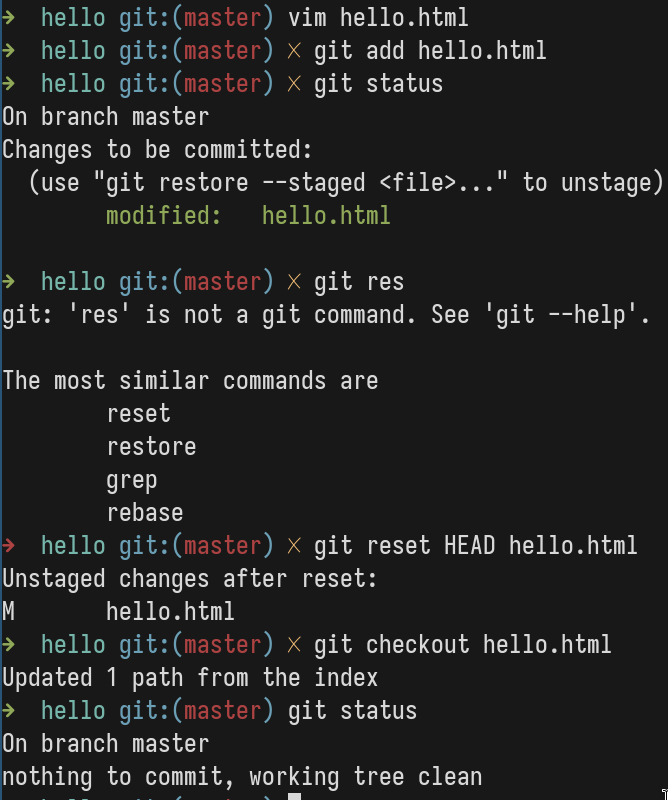 → hello git:(master) vim hello.html
→ hello git:(master) ✗ git add hello.html
→ hello git:(master) ✗ git status
On branch master
Changes to be committed:
(use "git restore --staged <file>..." to unstage)
modified: hello.html
→ hello git:(master) ✗ git res
git: 'res' is not a git command. See 'git --help'.
The most similar commands are
reset
restore
grep
rebase
→ hello git:(master) ✗ git reset HEAD hello.html
Unstaged changes after reset:
M hello.html
→ hello git:(master) ✗ git checkout hello.html
Updated 1 path from the index
→ hello git:(master) git status
On branch master
nothing to commit, working tree clean